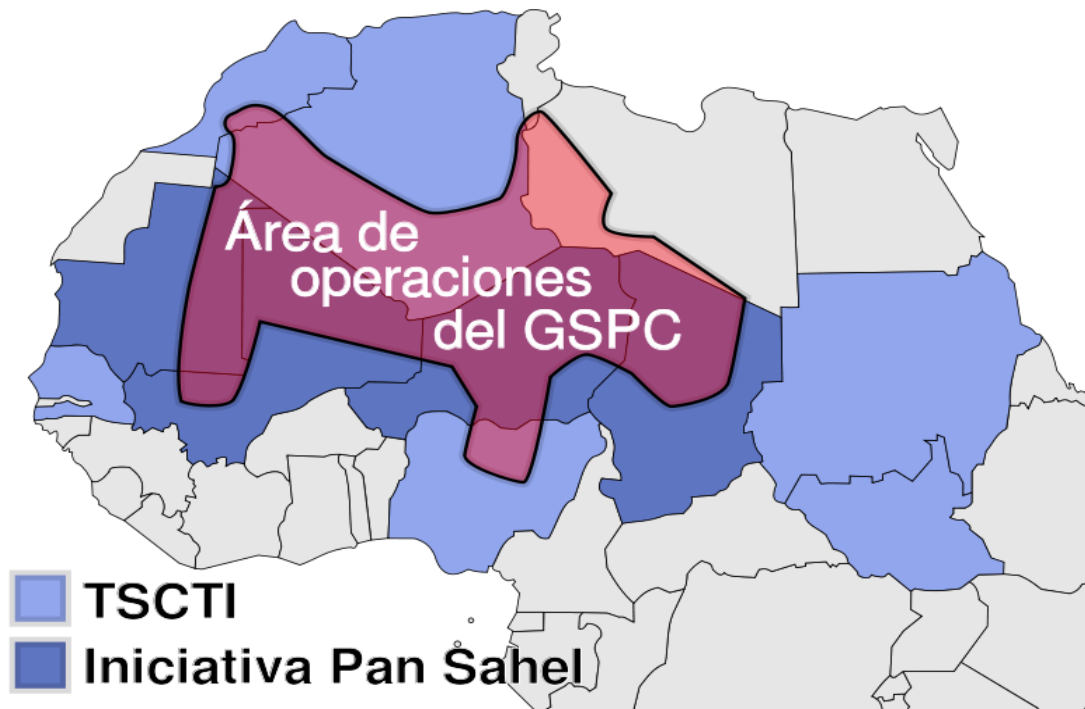 Área de
operaciones
del GSPC
TSCTI
Iniciativa Pan Sahel